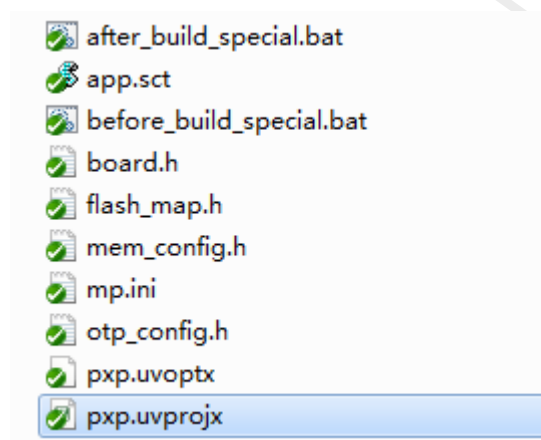 after_build_special.bat
app.sct
before_build_special.bat
board.h
flash_map.h
mem_config.h
mp.ini
otp_config.h
pxp.uvoptx
pxp.uvprojx